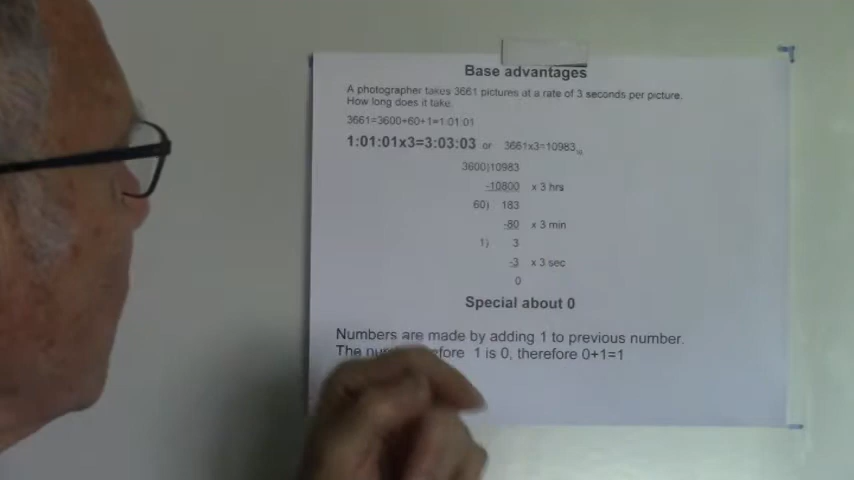 Base advantages
A photographer takes 3661 pictures at a rate of 3 seconds per picture.
How long does it take.
3661=3600+60+1=1:01:01
1:01:01x3=3:03:03 or 3661x3=10983₁₀
3600)10983
-10800 x 3 hrs
60) 183
-80 x 3 min
1) 3
-3 x 3 sec
0
Special about 0
Numbers are made by adding 1 to previous number.
The 1 is 0, therefore 0+1=1